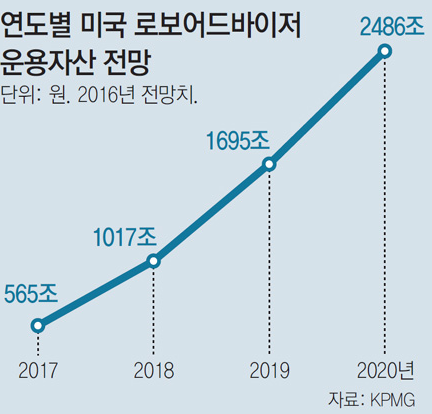 연도별 미국 로보어드바이저
운용자산 전망
단위: 원. 2016년 전망치.
2486조
1695조
1017조
565조
2017 2018 2019 2020년
자료: KPMG